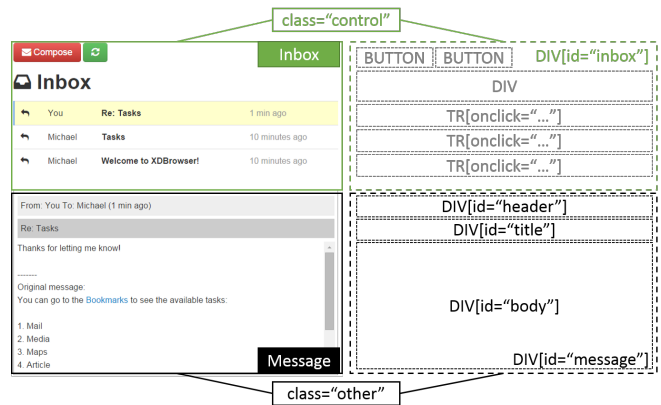 class=“control”
Compose
Inbox
Inbox
You Re: Tasks 1 min ago
Michael Tasks 10 minutes ago
Michael Welcome to XDBrowser! 10 minutes ago
BUTTON BUTTON DIV[id=“inbox”]
DIV
TR[onclick=“...”]
TR[onclick=“...”]
TR[onclick=“...”]
From: You To: Michael (1 min ago)
Re: Tasks
Thanks for letting me know!
-------
Original message:
You can go to the Bookmarks to see the available tasks:
1. Mail
2. Media
3. Maps
4. Article
Message
DIV[id=“header”]
DIV[id=“title”]
DIV[id=“body”]
DIV[id=“message”]
class=“other”